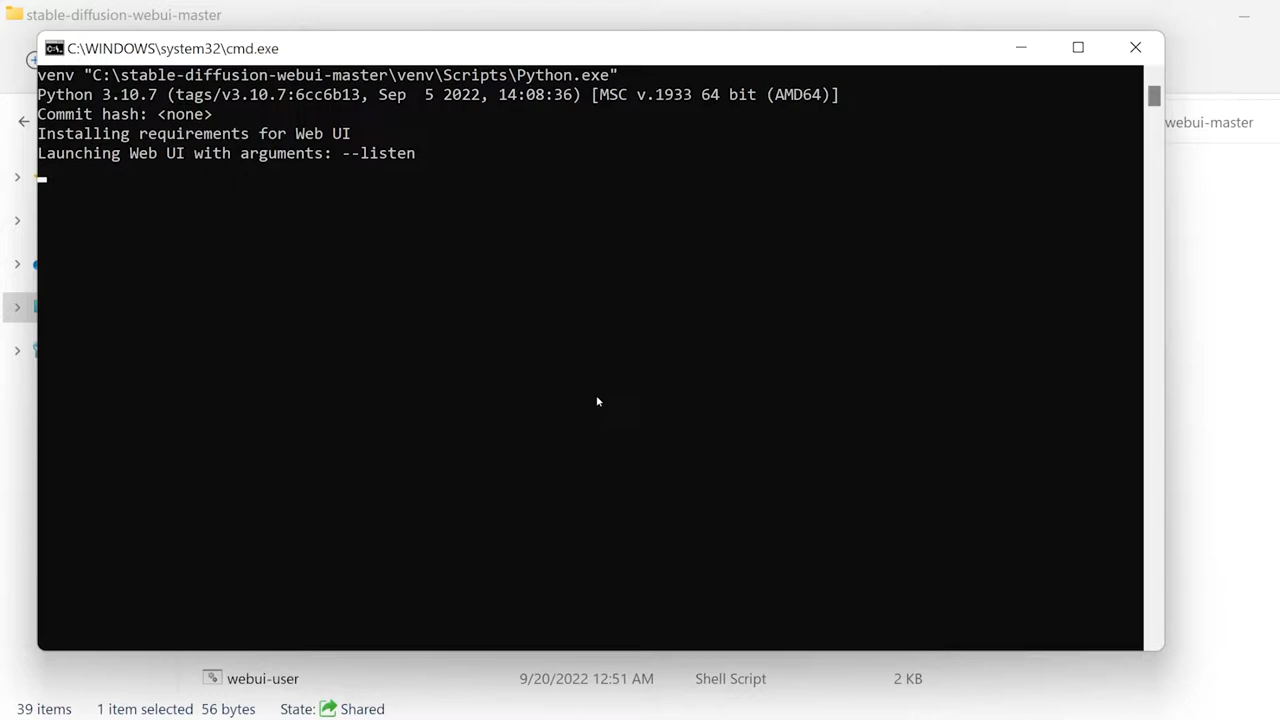 stable-diffusion-webui-master
C:\WINDOWS\system32\cmd.exe
venv "C:\stable-diffusion-webui-master\venv\Scripts\Python.exe"
Python 3.10.7 (tags/v3.10.7:6cc6b13, Sep  5 2022, 14:08:36) [MSC v.1933 64 bit (AMD64)]
Commit hash: <none>
Installing requirements for Web UI
Launching Web UI with arguments: --listen
webui-master
webui-user 9/20/2022 12:51 AM Shell Script 2 KB
39 items 1 item selected 56 bytes State: Shared